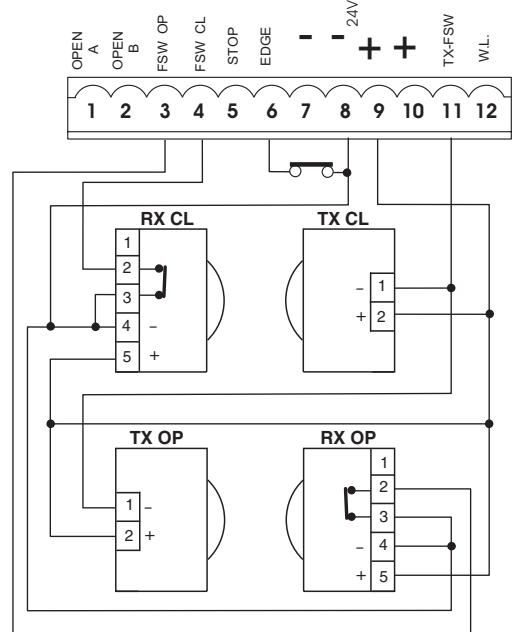 OPEN A
OPEN B
FSW OP
FSW CL
STOP
EDGE
- - 24V + +
TX-FSW
W.L.
1 2 3 4 5 6 7 8 9 10 11 12
RX CL
1
2
3
4 -
5 +
TX CL
- 1
+ 2
TX OP
1 -
2 +
RX OP
1
2
3
- 4
+ 5